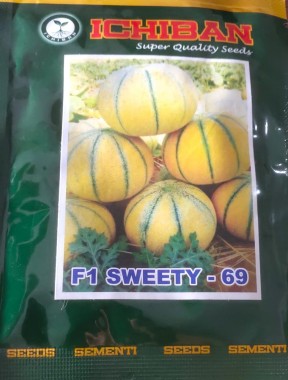 ICHIBAN
Super Quality Seeds
F1 SWEETY - 69
SEEDS SEMENTI SEEDS SEMENTI